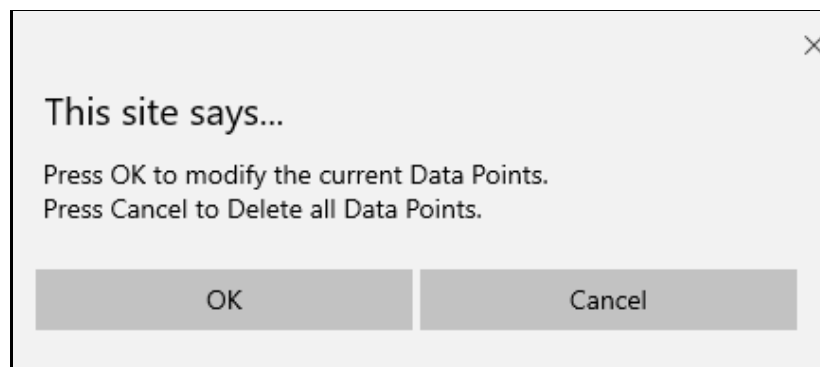 This site says...
Press OK to modify the current Data Points.
Press Cancel to Delete all Data Points.
OK
Cancel